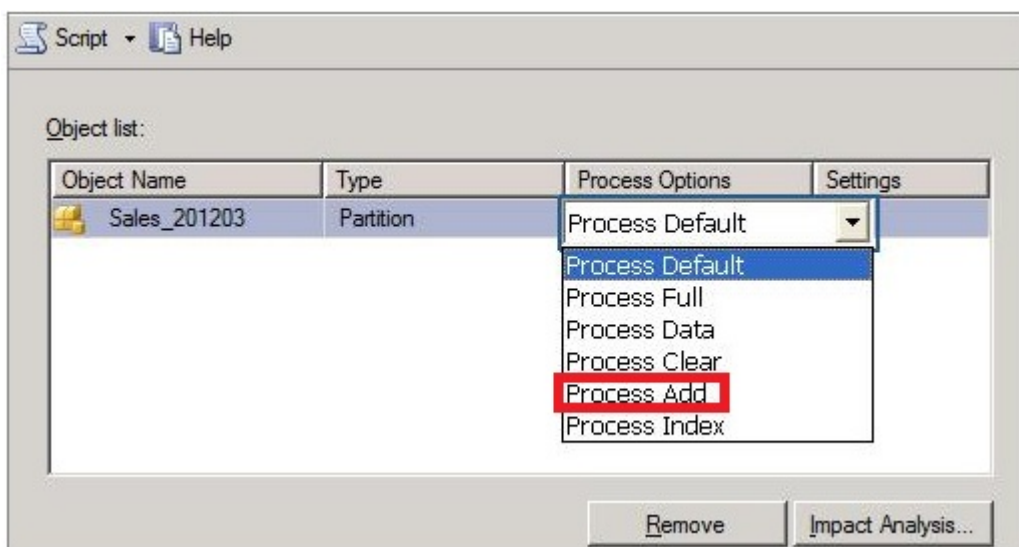 Script Help
Object list:
Object Name Type Process Options Settings
Sales_201203 Partition Process Default
Process Default
Process Full
Process Data
Process Clear
Process Add
Process Index
Remove Impact Analysis...